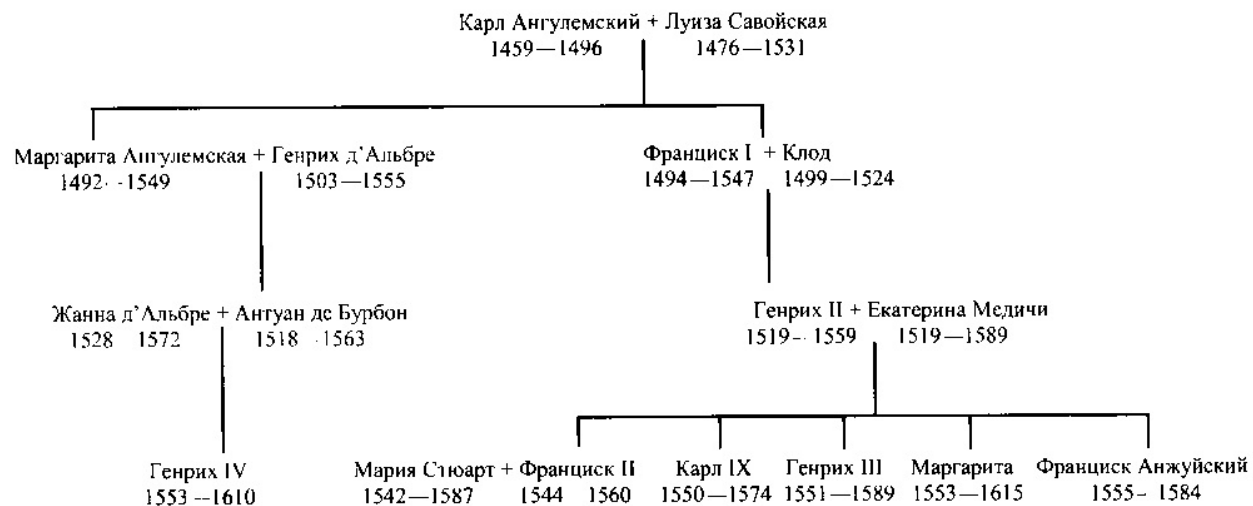 Карл Ангулемский + Луиза Савойская
1459—1496 1476—1531
Маргарита Ангулемская + Генрих д'Альбре
1492- -1549 1503—1555
Франциск I + Клод
1494—1547 1499—1524
Жанна д'Альбре + Антуан де Бурбон
1528 1572 1518 -1563
Генрих II + Екатерина Медичи
1519- 1559 1519—1589
Генрих IV
1553 -1610
Мария Стюарт + Франциск II
1542—1587 1544 1560
Карл IX
1550—1574
Генрих III
1551—1589
Маргарита
1553—1615
Франциск Анжуйский
1555- 1584